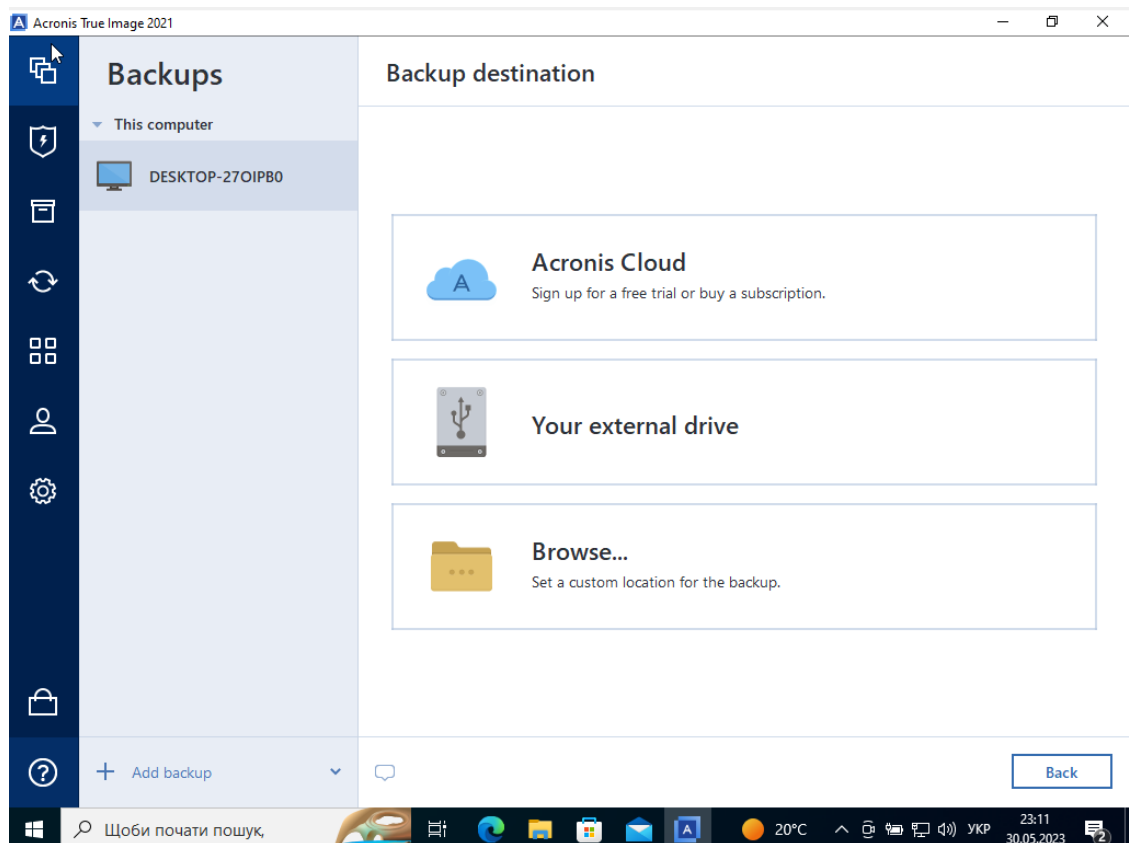 Acronis True Image 2021
Backups
Backup destination
This computer
DESKTOP-27OIPB0
Acronis Cloud
Sign up for a free trial or buy a subscription.
Your external drive
Browse...
Set a custom location for the backup.
Add backup
Back
Щоби почати пошук,
20°C
УКР
23:11
30.05.2023
2